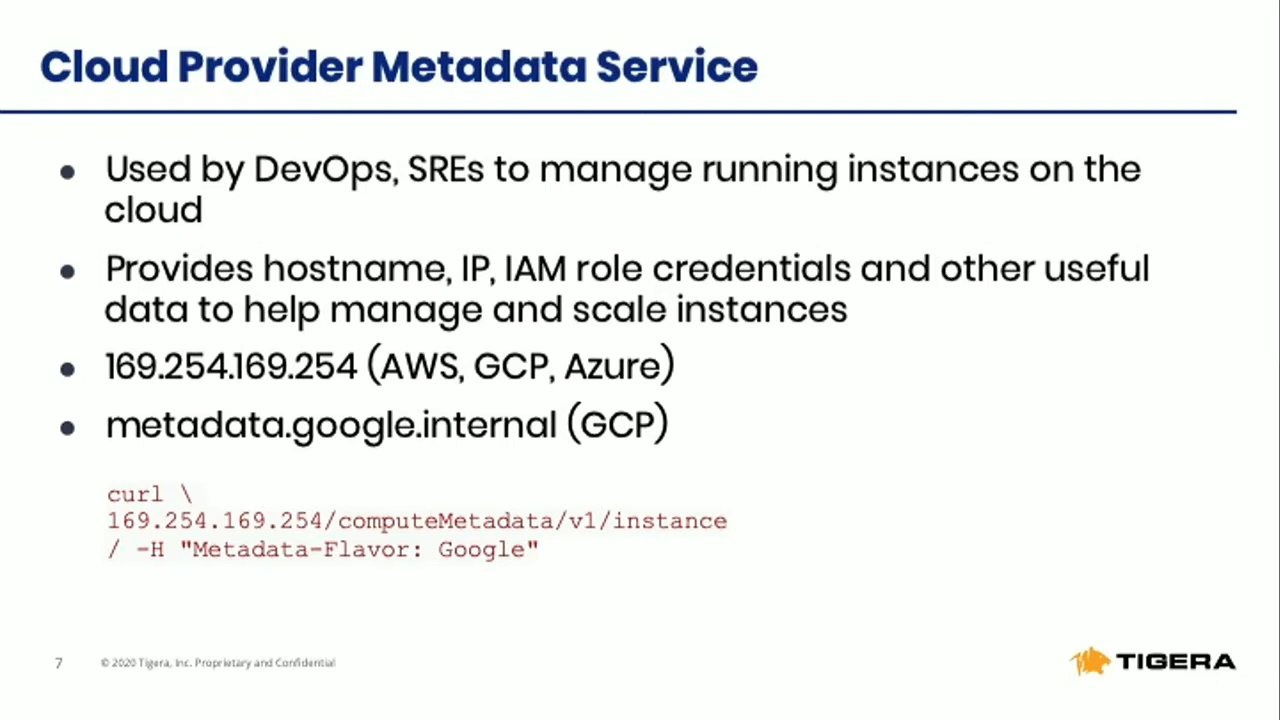 Cloud Provider Metadata Service
● Used by DevOps, SREs to manage running instances on the
cloud
● Provides hostname, IP, IAM role credentials and other useful
data to help manage and scale instances
● 169.254.169.254 (AWS, GCP, Azure)
● metadata.google.internal (GCP)
curl \
169.254.169.254/computeMetadata/v1/instance
/ -H "Metadata-Flavor: Google"
7
© 2020 Tigera, Inc. Proprietary and Confidential
TIGERA